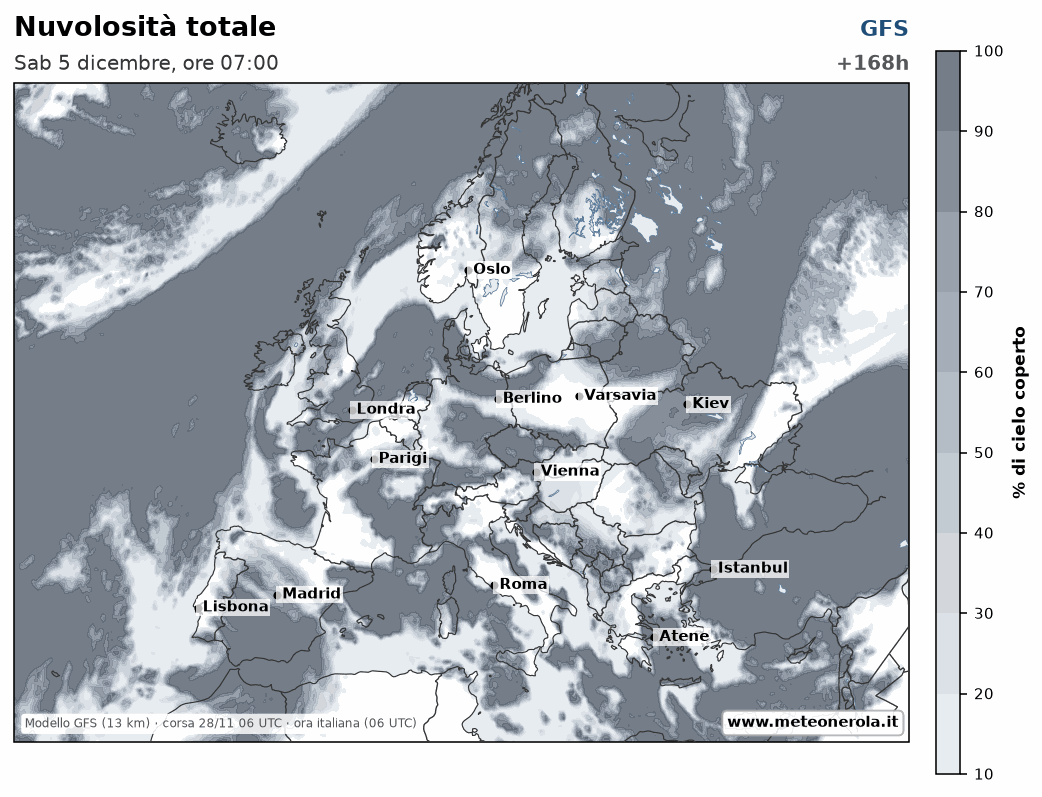 Nuvolosità totale
GFS
Sab 5 dicembre, ore 07:00
+168h
100
90
80
70
60
50
40
30
20
10
% di cielo coperto
Oslo
Berlino
Varsavia
Kiev
Londra
Parigi
Vienna
Istanbul
Roma
Madrid
Lisbona
Atene
Modello GFS (13 km) · corsa 28/11 06 UTC · ora italiana (06 UTC)
www.meteonerola.it